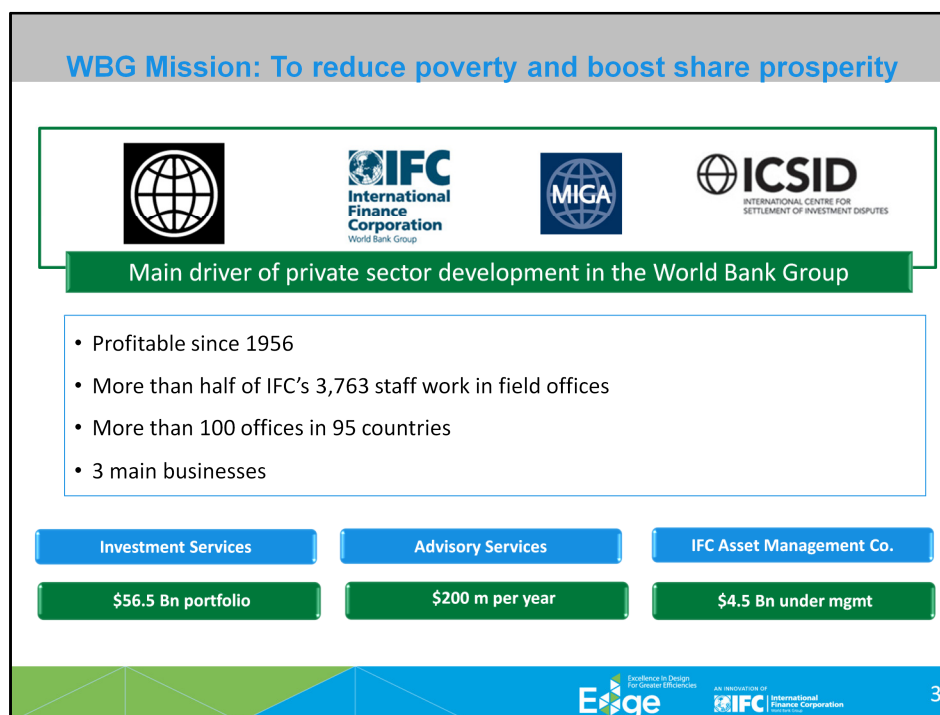 WBG Mission: To reduce poverty and boost share prosperity
IFC
International
Finance
Corporation
World Bank Group
MIGA
ICSID
INTERNATIONAL CENTRE FOR
SETTLEMENT OF INVESTMENT DISPUTES
Main driver of private sector development in the World Bank Group
• Profitable since 1956
• More than half of IFC’s 3,763 staff work in field offices
• More than 100 offices in 95 countries
• 3 main businesses
Investment Services
Advisory Services
IFC Asset Management Co.
$56.5 Bn portfolio
$200 m per year
$4.5 Bn under mgmt
Edge
Excellence In Design
For Greater Efficiencies
AN INNOVATION OF
IFC
International
Finance Corporation
World Bank Group
3